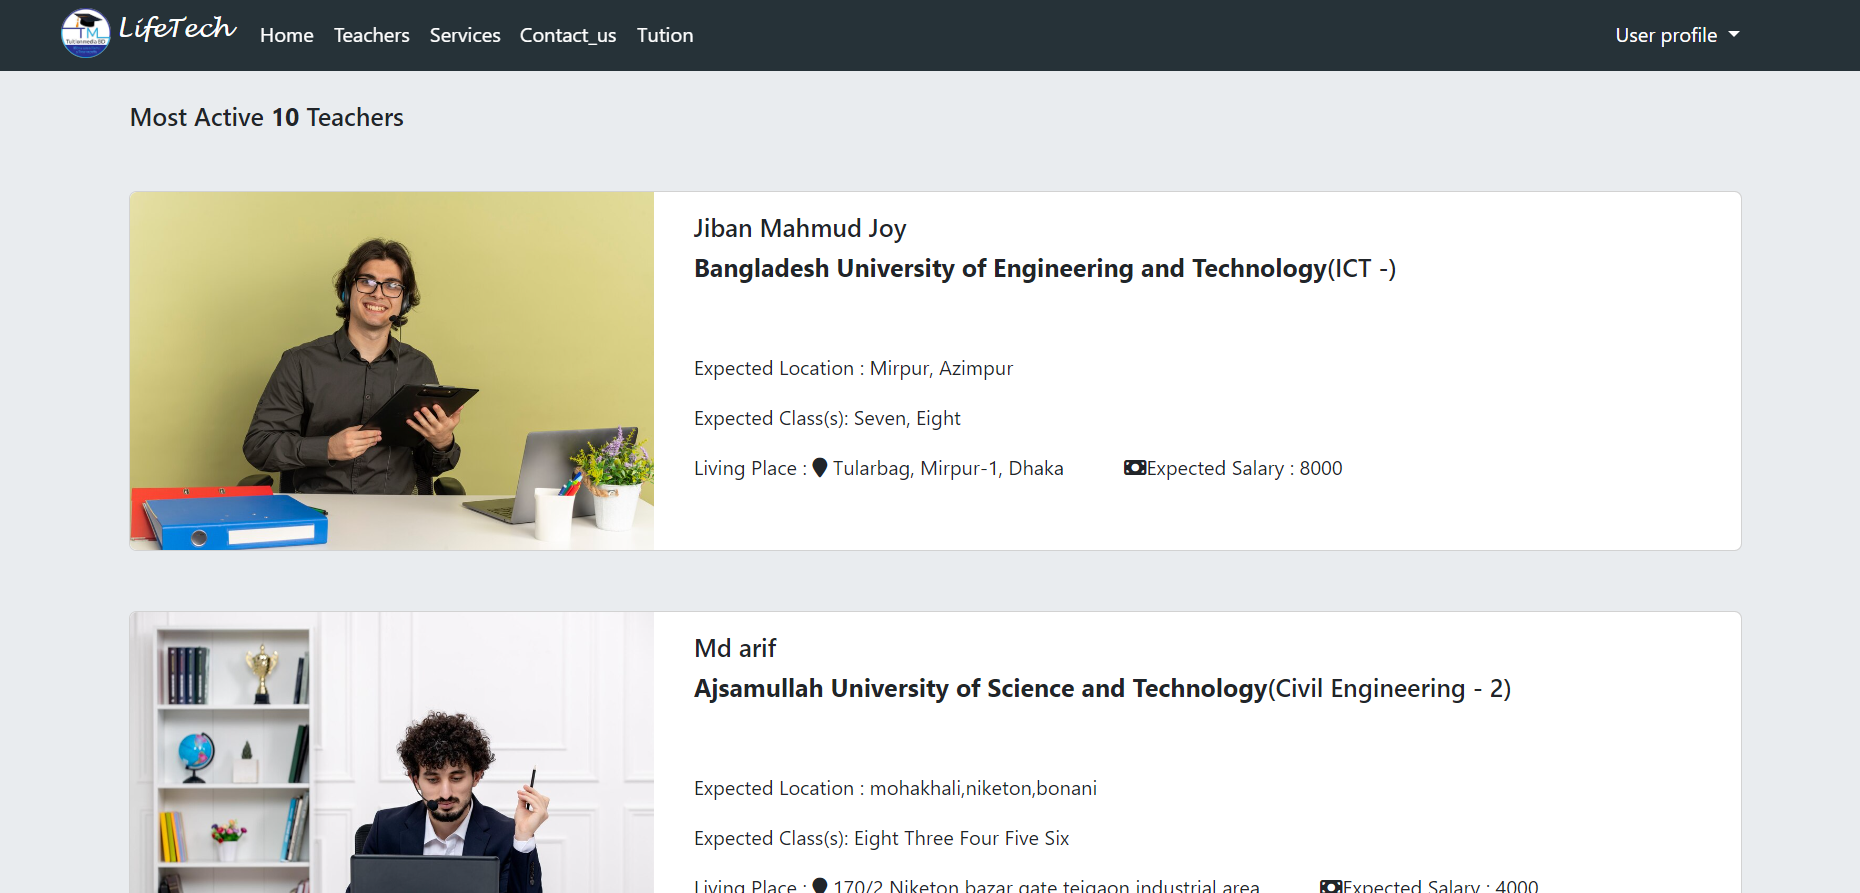 TM
LifeTech
Home Teachers Services Contact_us Tution
User profile
Most Active 10 Teachers
Jiban Mahmud Joy
Bangladesh University of Engineering and Technology(ICT -)
Expected Location : Mirpur, Azimpur
Expected Class(s): Seven, Eight
Living Place : Tularbag, Mirpur-1, Dhaka
Expected Salary : 8000
Md arif
Ajsamullah University of Science and Technology(Civil Engineering - 2)
Expected Location : mohakhali,niketon,bonani
Expected Class(s): Eight Three Four Five Six
Living Place : 170/2 Niketon bazar gate tejgaon industrial area
Expected Salary : 4000